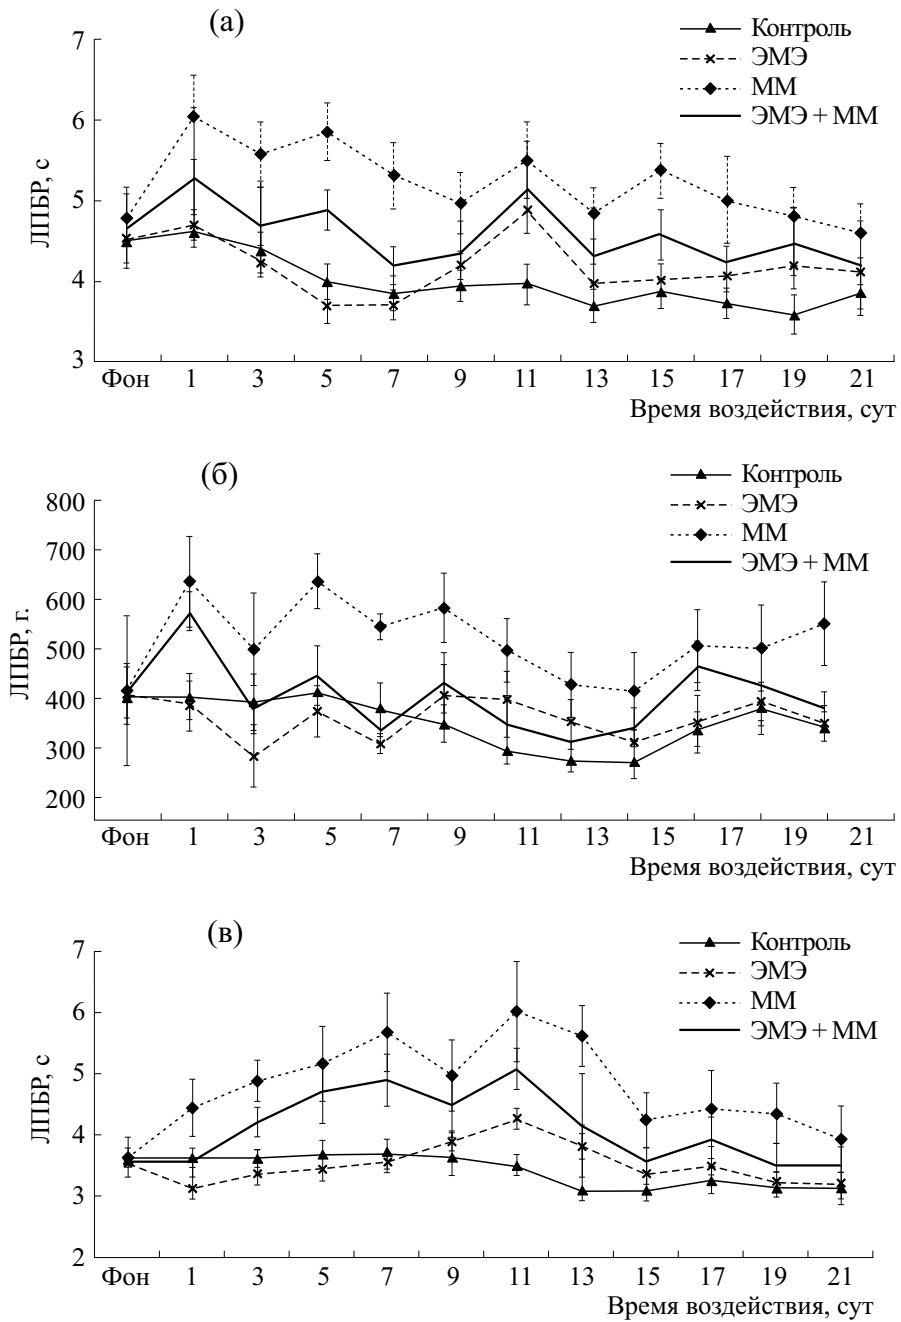 (а)
Контроль
ЭМЭ
ММ
ЭМЭ + ММ
ЛПБР, с
7
6
5
4
3
Фон 1 3 5 7 9 11 13 15 17 19 21
Время воздействия, сут
(б)
Контроль
ЭМЭ
ММ
ЭМЭ + ММ
ЛПБР, г.
800
700
600
500
400
300
200
Фон 1 3 5 7 9 11 13 15 17 19 21
Время воздействия, сут
(в)
Контроль
ЭМЭ
ММ
ЭМЭ + ММ
ЛПБР, с
7
6
5
4
3
2
Фон 1 3 5 7 9 11 13 15 17 19 21
Время воздействия, сут